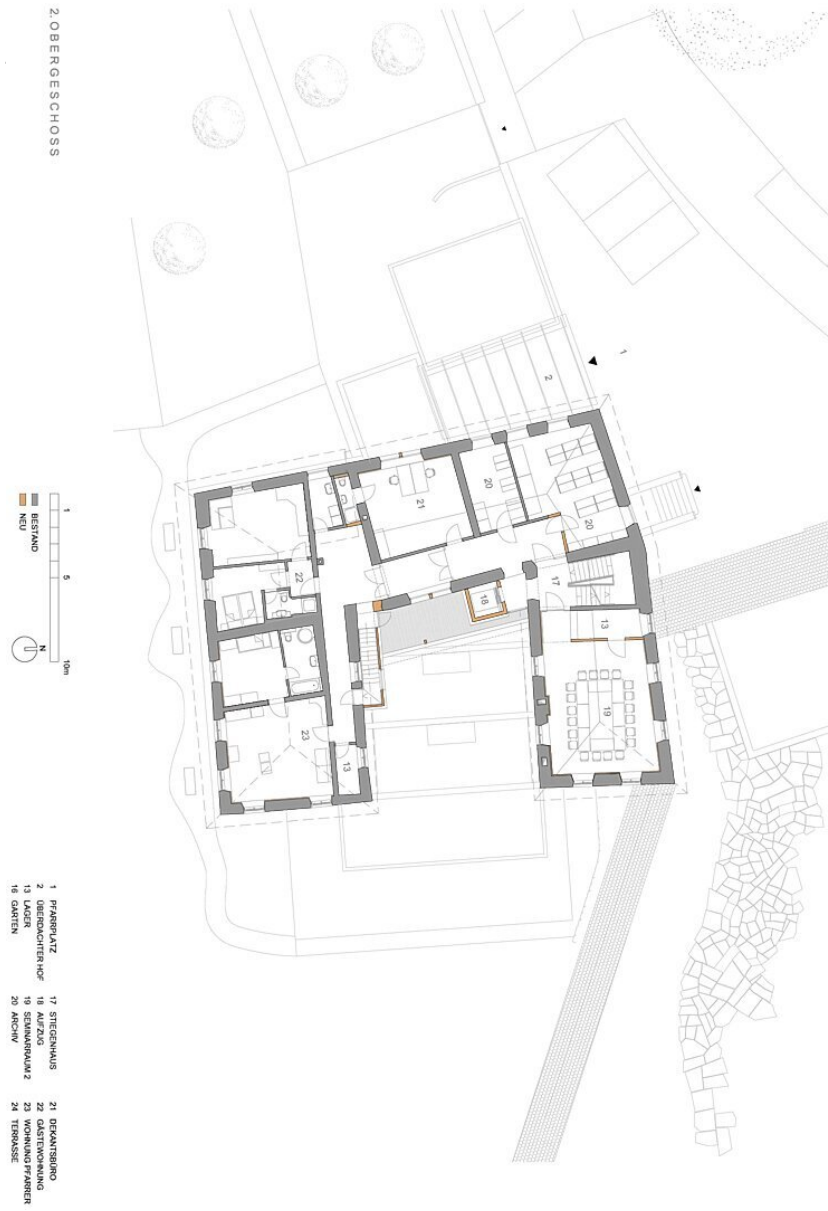 2.OBERGESCHOSS
1
2
20
20
21
17
18
13
22
19
23
13
1
5
10m
BESTAND
NEU
N
1 PFARRPLATZ
2 ÜBERDACHTER HOF
13 LAGER
16 GARTEN
17 STIEGENHAUS
18 AUFZUG
19 SEMINARRAUM 2
20 ARCHIV
21 DEKANTSBÜRO
22 GÄSTEWOHNUNG
23 WOHNUNG PFARRER
24 TERRASSE